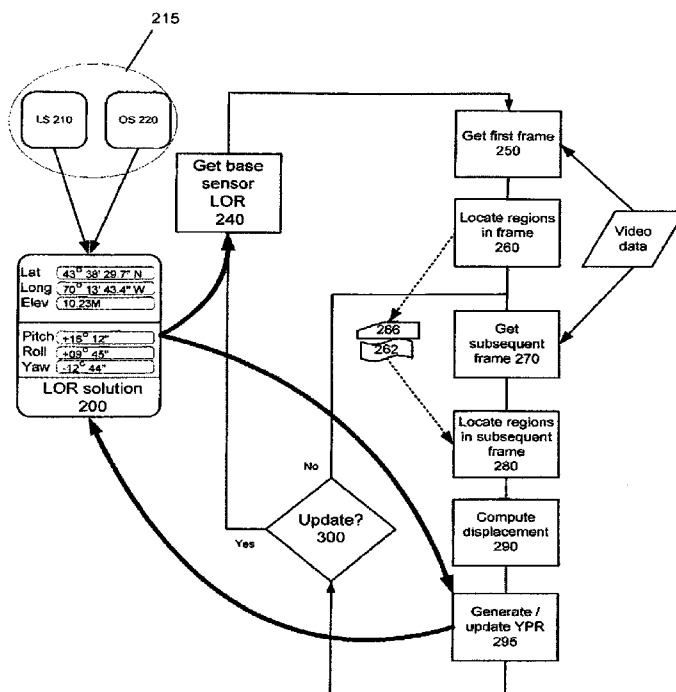 215
LS 210
OS 220
Get base
sensor
LOR
240
Get first frame
250
Locate regions
in frame
260
Video
data
Lat 43° 38' 29.7" N
Long 70° 13' 43.4" W
Elev 10.23M
Pitch +16° 12"
Roll +09° 45"
Yaw -12° 44"
LOR solution
200
266
262
Get
subsequent
frame 270
Locate regions
in subsequent
frame
280
No
Update?
300
Yes
Compute
displacement
290
Generate /
update YPR
295